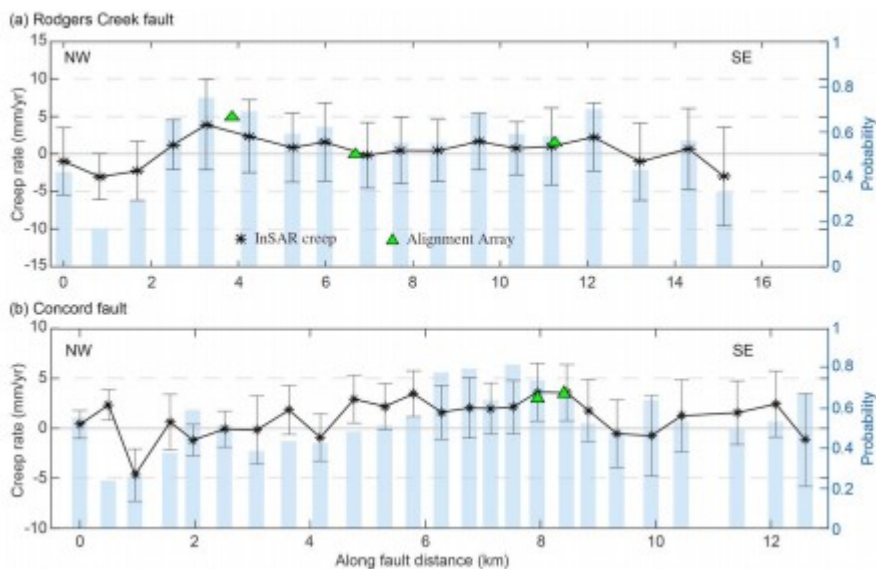 (a) Rodgers Creek fault
15
10
5
0
-5
-10
-15
Creep rate (mm/yr)
NW
SE
1
0.8
0.6
0.4
0.2
0
Probability
InSAR creep
Alignment Array
0 2 4 6 8 10 12 14 16
(b) Concord fault
10
5
0
-5
-10
Creep rate (mm/yr)
NW
SE
1
0.8
0.6
0.4
0.2
0
Probability
0 2 4 6 8 10 12
Along fault distance (km)